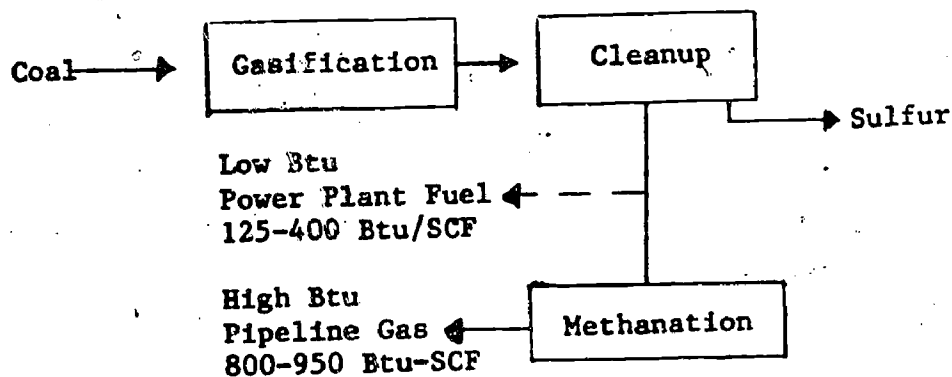 Coal
Gasification
Cleanup
Sulfur
Low Btu
Power Plant Fuel
125-400 Btu/SCF
High Btu
Pipeline Gas
800-950 Btu-SCF
Methanation